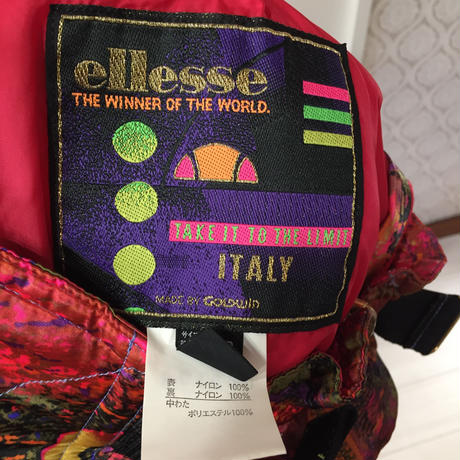 ellesse
THE WINNER OF THE WORLD.
TAKE IT TO THE LIMIT
ITALY
MADE BY GOLDWIN
サイ
表 ナイロン 100%
裏 ナイロン 100%
中わた
ポリエステル100%